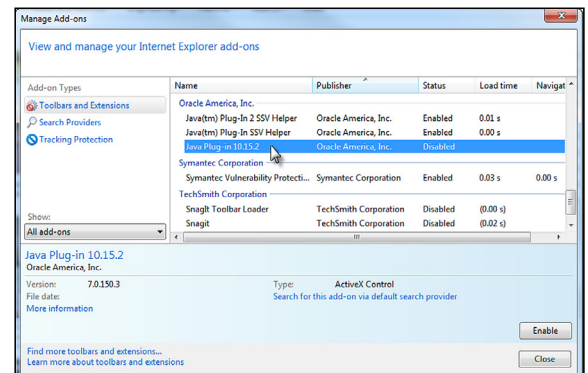 Manage Add-ons
View and manage your Internet Explorer add-ons
Add-on Types
Toolbars and Extensions
Search Providers
Tracking Protection
Show:
All add-ons
Name Publisher Status Load time Navigat
Oracle America, Inc.
Java(tm) Plug-In 2 SSV Helper Oracle America, Inc. Enabled 0.01 s
Java(tm) Plug-In SSV Helper Oracle America, Inc. Enabled 0.00 s
Java Plug-in 10.15.2 Oracle America, Inc. Disabled
Symantec Corporation
Symantec Vulnerability Protecti... Symantec Corporation Enabled 0.03 s 0.00 s
TechSmith Corporation
SnagIt Toolbar Loader TechSmith Corporation Disabled (0.00 s)
Snagit TechSmith Corporation Disabled (0.02 s)
Java Plug-in 10.15.2
Oracle America, Inc.
Version: 7.0.150.3 Type: ActiveX Control
File date: Search for this add-on via default search provider
More information
Enable
Find more toolbars and extensions...
Learn more about toolbars and extensions
Close